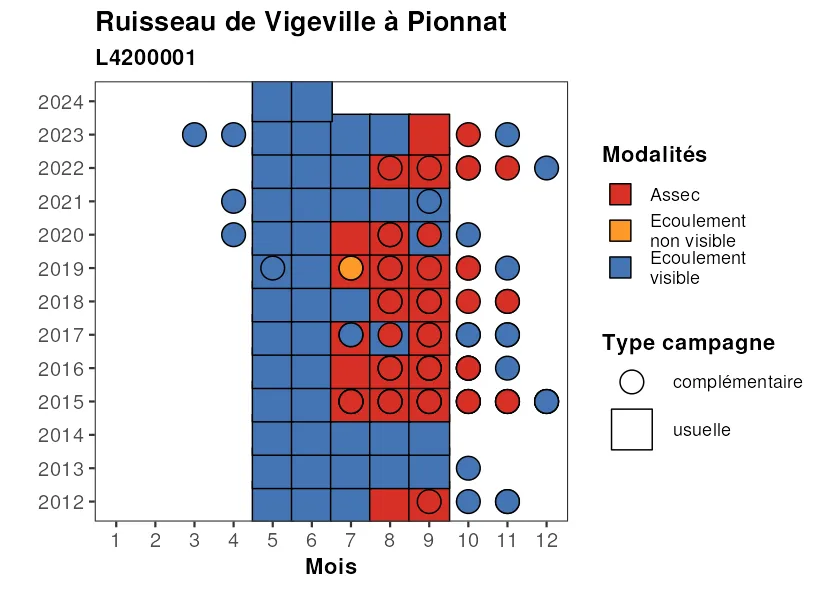 Ruisseau de Vigeville à Pionnat
L4200001
2024
2023
2022
2021
2020
2019
2018
2017
2016
2015
2014
2013
2012
1 2 3 4 5 6 7 8 9 10 11 12
Mois
Modalités
Assec
Ecoulement
non visible
Ecoulement
visible
Type campagne
complémentaire
usuelle